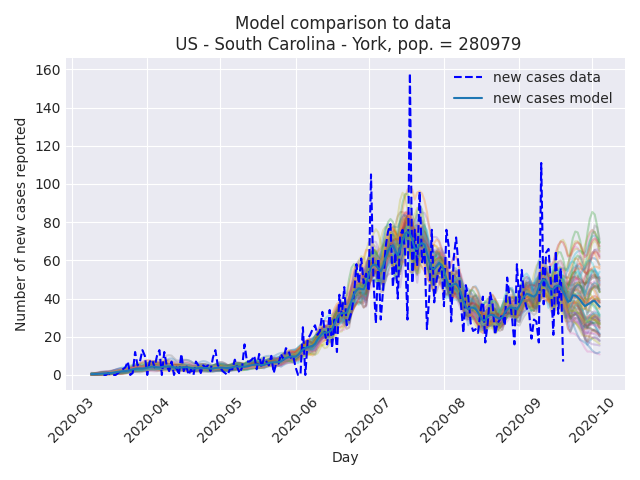 Model comparison to data
US - South Carolina - York, pop. = 280979
new cases data
new cases model
Number of new cases reported
160
140
120
100
80
60
40
20
0
2020-03
2020-04
2020-05
2020-06
2020-07
2020-08
2020-09
2020-10
Day